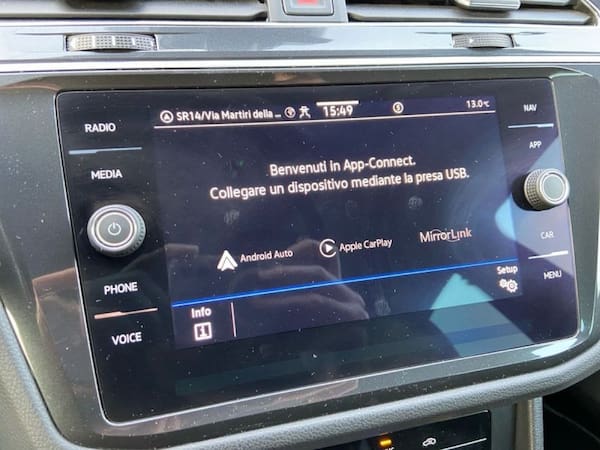 SR14/Via Martiri della ... 15:49 13.0°C
RADIO
MEDIA
PHONE
VOICE
Benvenuti in App-Connect.
Collegare un dispositivo mediante la presa USB.
Android Auto
Apple CarPlay
MirrorLink
Info
Setup
NAV
APP
CAR
MENU